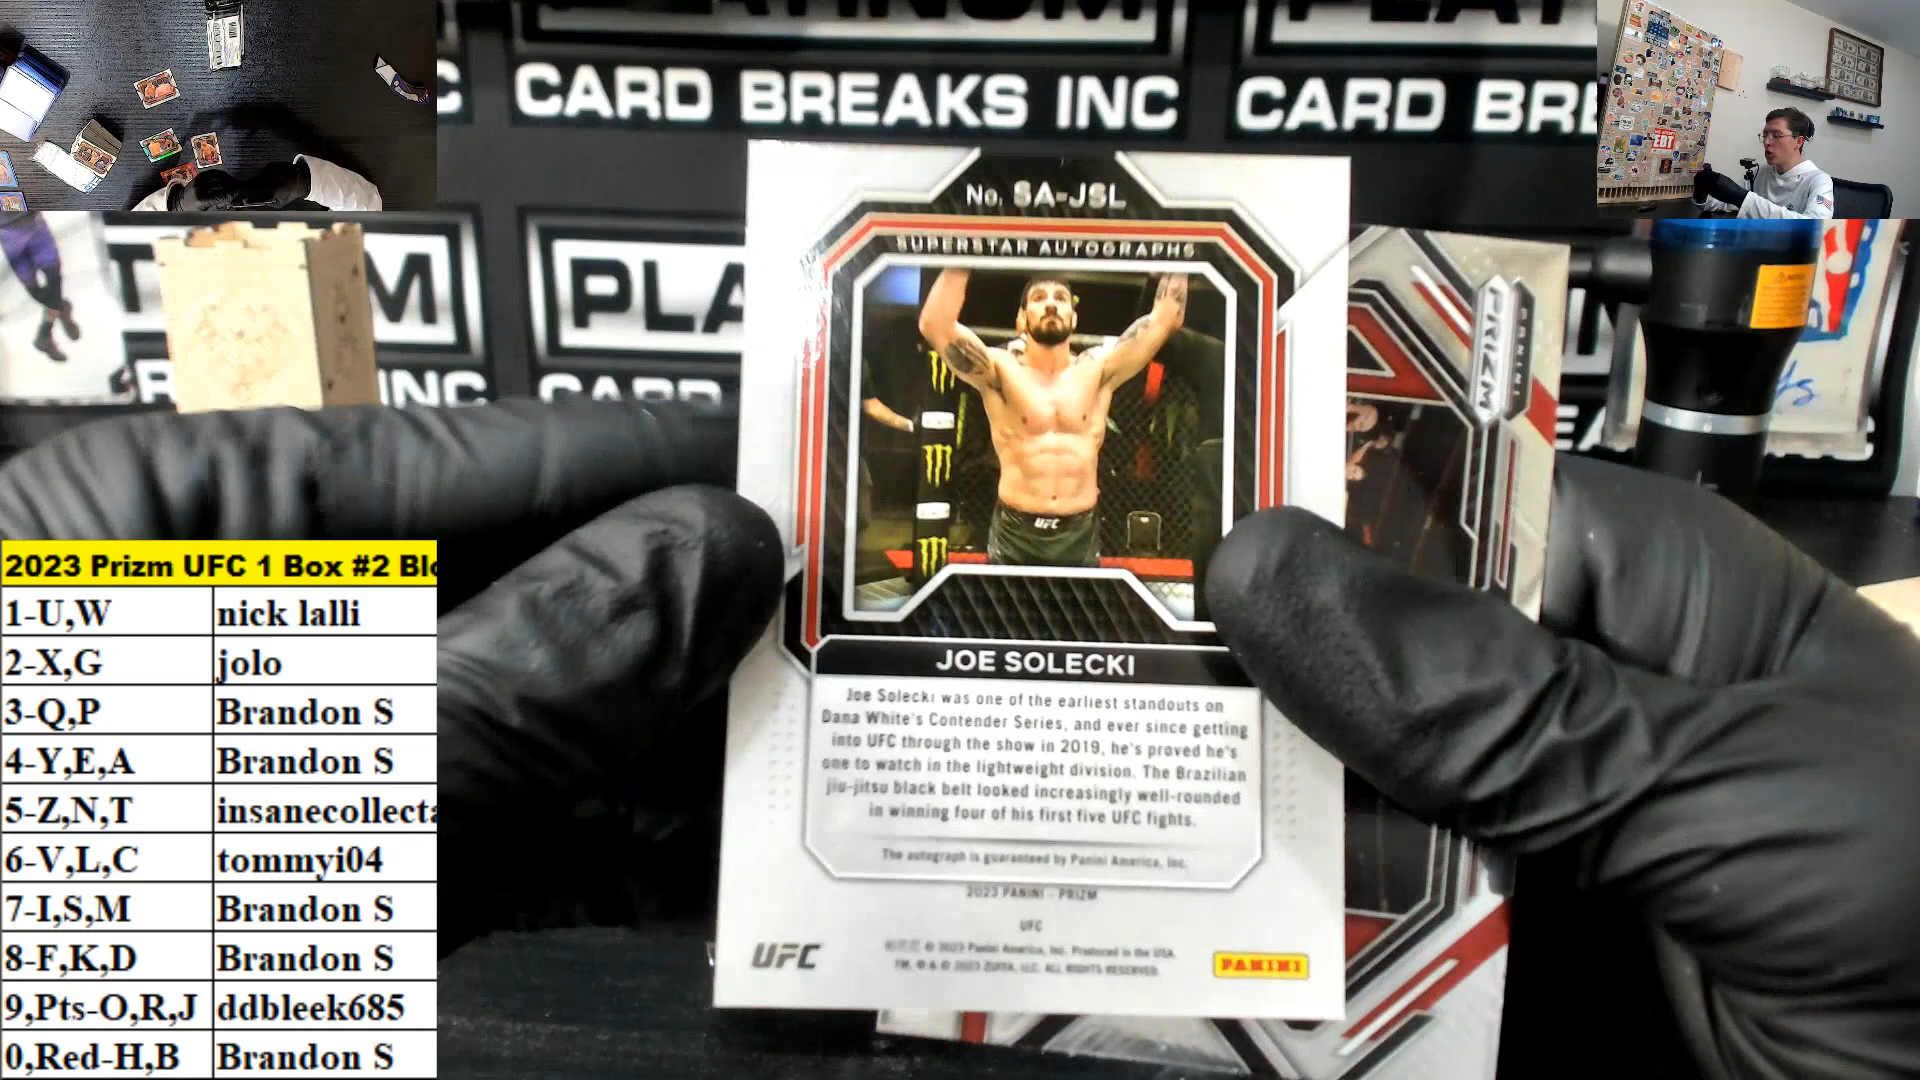 CARD BREAKS INC
CARD BRE
PLA
No. SA-JSL
SUPERSTAR AUTOGRAPHS
UFC
JOE SOLECKI
Joe Solecki was one of the earliest standouts on
Dana White's Contender Series, and ever since getting
into UFC through the show in 2019, he's proved he's
one to watch in the lightweight division. The Brazilian
jiu-jitsu black belt looked increasingly well-rounded
in winning four of his first five UFC fights.
The autograph is guaranteed by Panini America, Inc.
2023 PANINI - PRIZM
UFC
© 2023 Panini America, Inc. Produced in the USA.
TM, ® & © 2023 ZUFFA, LLC. ALL RIGHTS RESERVED.
UFC
PANINI
PRIZM
PANINI
EBT
INC
2023 Prizm UFC 1 Box #2 Blo
1-U,W nick lalli
2-X,G jolo
3-Q,P Brandon S
4-Y,E,A Brandon S
5-Z,N,T insanecollecta
6-V,L,C tommyi04
7-I,S,M Brandon S
8-F,K,D Brandon S
9,Pts-O,R,J ddbleek685
0,Red-H,B Brandon S